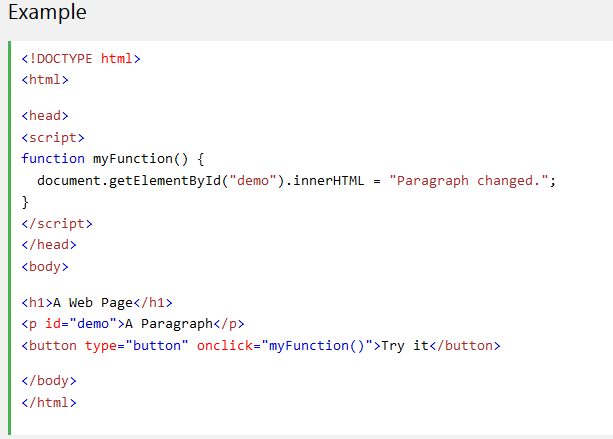 Example
<!DOCTYPE html>
<html>
<head>
<script>
function myFunction() {
  document.getElementById("demo").innerHTML = "Paragraph changed.";
}
</script>
</head>
<body>
<h1>A Web Page</h1>
<p id="demo">A Paragraph</p>
<button type="button" onclick="myFunction()">Try it</button>
</body>
</html>